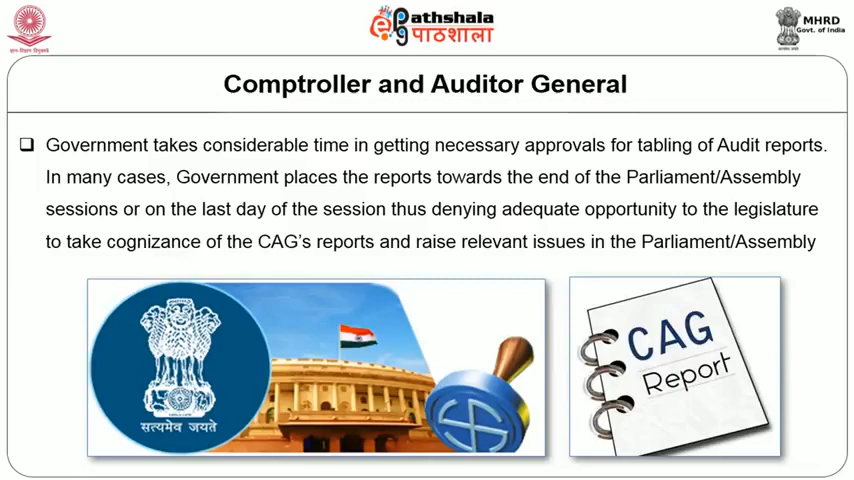 Pathshala
पाठशाला
MHRD
Govt. of India
Comptroller and Auditor General
Government takes considerable time in getting necessary approvals for tabling of Audit reports.
In many cases, Government places the reports towards the end of the Parliament/Assembly
sessions or on the last day of the session thus denying adequate opportunity to the legislature
to take cognizance of the CAG's reports and raise relevant issues in the Parliament/Assembly
सत्यमेव जयते
CAG
Report